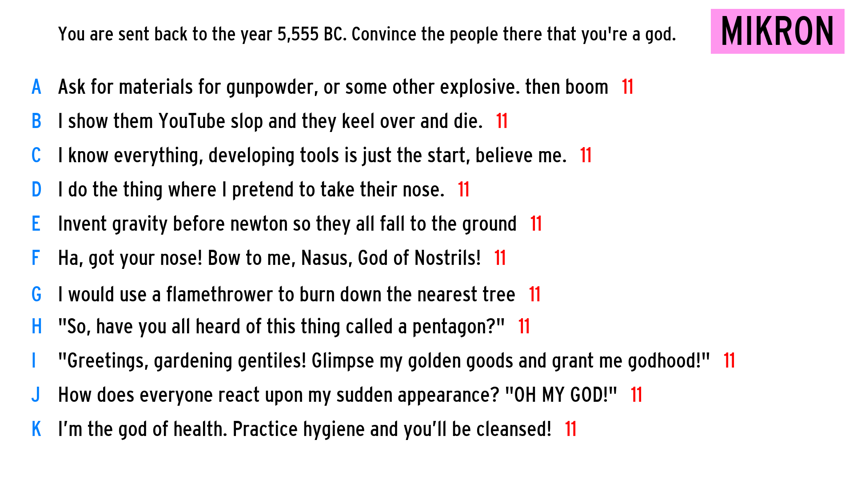 You are sent back to the year 5,555 BC. Convince the people there that you're a god.
MIKRON
A Ask for materials for gunpowder, or some other explosive. then boom 11
B I show them YouTube slop and they keel over and die. 11
C I know everything, developing tools is just the start, believe me. 11
D I do the thing where I pretend to take their nose. 11
E Invent gravity before newton so they all fall to the ground 11
F Ha, got your nose! Bow to me, Nasus, God of Nostrils! 11
G I would use a flamethrower to burn down the nearest tree 11
H "So, have you all heard of this thing called a pentagon?" 11
I "Greetings, gardening gentiles! Glimpse my golden goods and grant me godhood!" 11
J How does everyone react upon my sudden appearance? "OH MY GOD!" 11
K I’m the god of health. Practice hygiene and you’ll be cleansed! 11